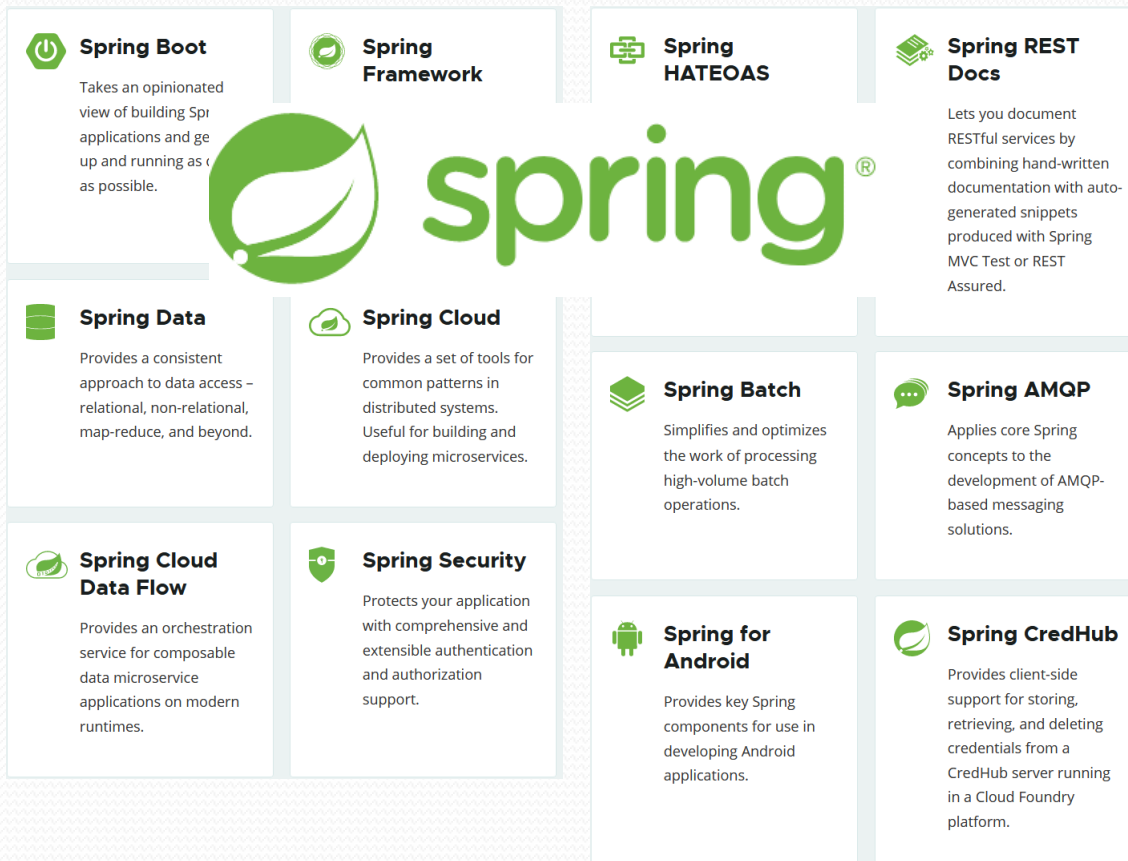 Spring Boot
Takes an opinionated
view of building
applications and
up and running as
as possible.
Spring
Framework
spring®
Spring Data
Provides a consistent
approach to data access –
relational, non-relational,
map-reduce, and beyond.
Spring Cloud
Provides a set of tools for
common patterns in
distributed systems.
Useful for building and
deploying microservices.
Spring Cloud
Data Flow
Provides an orchestration
service for composable
data microservice
applications on modern
runtimes.
Spring Security
Protects your application
with comprehensive and
extensible authentication
and authorization
support.
Spring
HATEOAS
Spring REST
Docs
Lets you document
RESTful services by
combining hand-written
documentation with auto-
generated snippets
produced with Spring
MVC Test or REST
Assured.
Spring Batch
Simplifies and optimizes
the work of processing
high-volume batch
operations.
Spring AMQP
Applies core Spring
concepts to the
development of AMQP-
based messaging
solutions.
Spring for
Android
Provides key Spring
components for use in
developing Android
applications.
Spring CredHub
Provides client-side
support for storing,
retrieving, and deleting
credentials from a
CredHub server running
in a Cloud Foundry
platform.